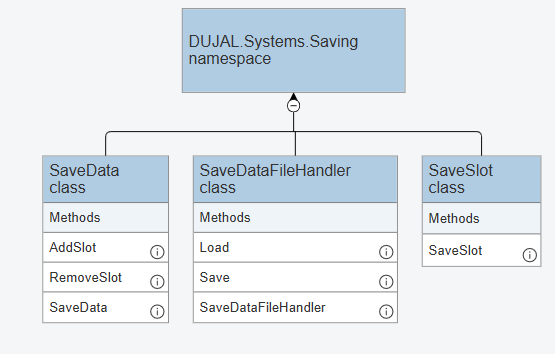 DUJAL.Systems.Saving
namespace
SaveData
class
Methods
AddSlot
RemoveSlot
SaveData
SaveDataFileHandler
class
Methods
Load
Save
SaveDataFileHandler
SaveSlot
class
Methods
SaveSlot